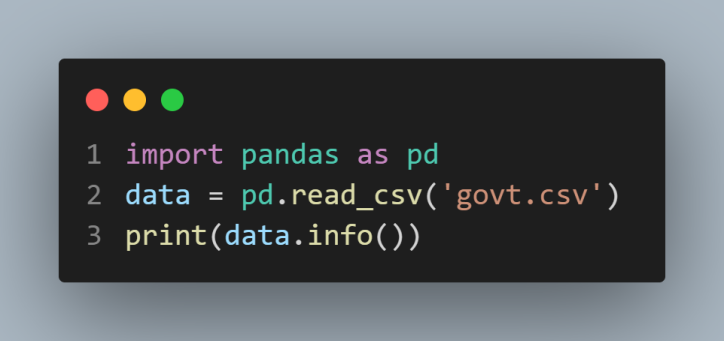 1 import pandas as pd
2 data = pd.read_csv('govt.csv')
3 print(data.info())